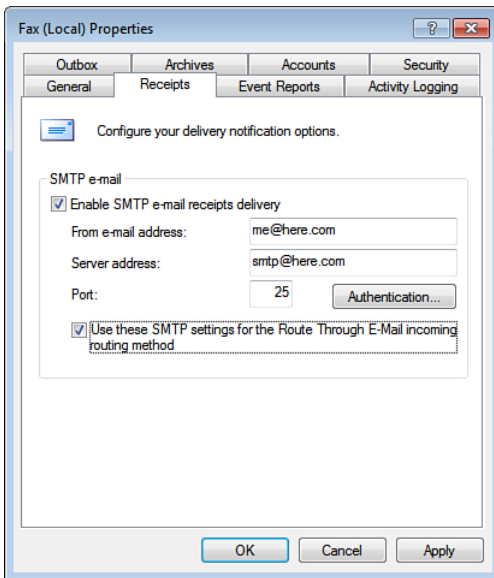 Fax (Local) Properties
Outbox Archives Accounts Security
General Receipts Event Reports Activity Logging
Configure your delivery notification options.
SMTP e-mail
Enable SMTP e-mail receipts delivery
From e-mail address: me@here.com
Server address: smtp@here.com
Port: 25 Authentication...
Use these SMTP settings for the Route Through E-Mail incoming
routing method
OK Cancel Apply